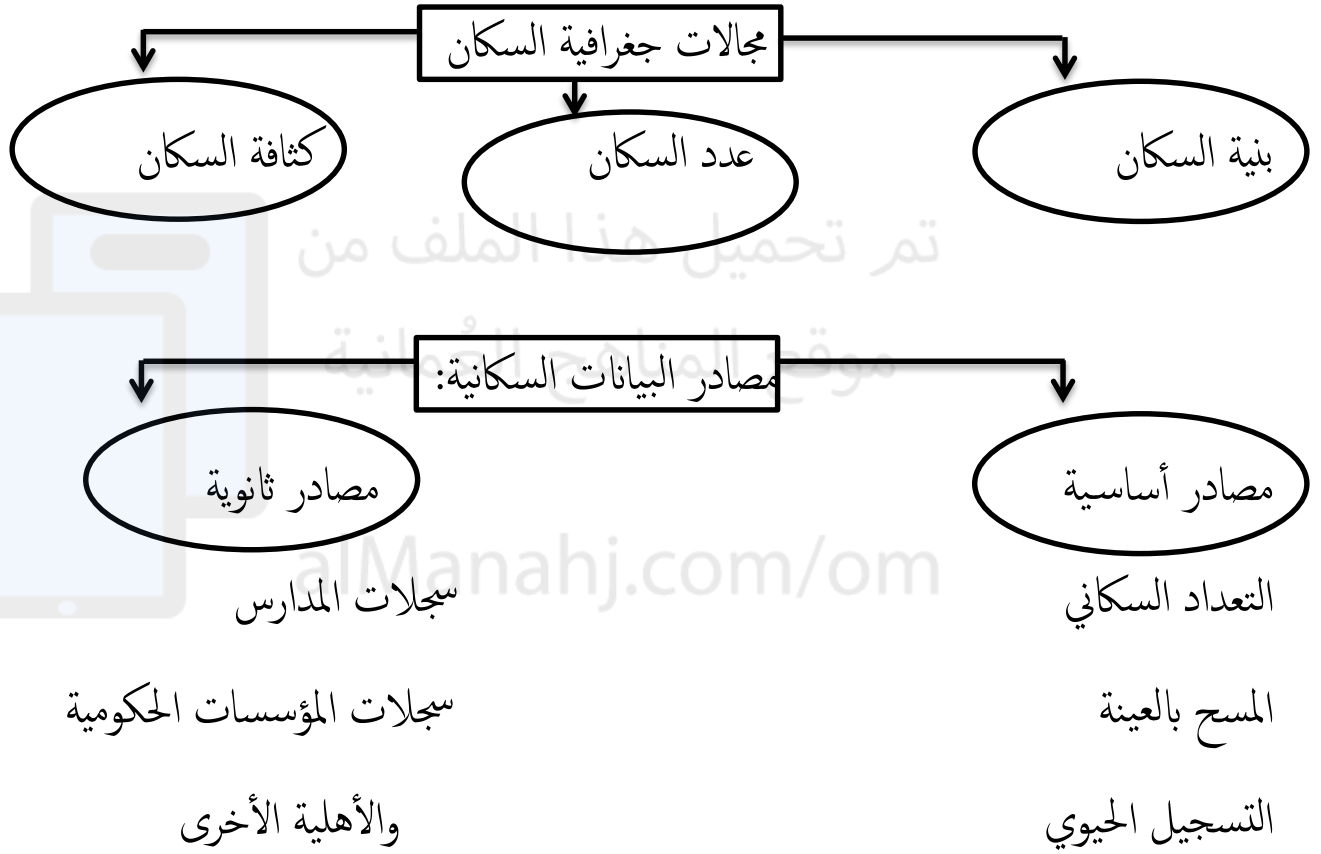 مجالات جغرافية السكان
بنية السكان
عدد السكان
كثافة السكان
تم تحميل هذا الملف من
موقع المناهج العُمانية
alManahj.com/om
مصادر البيانات السكانية:
مصادر أساسية
مصادر ثانوية
التعداد السكاني
سجلات المدارس
المسح بالعينة
سجلات المؤسسات الحكومية
التسجيل الحيوي
والأهلية الأخرى